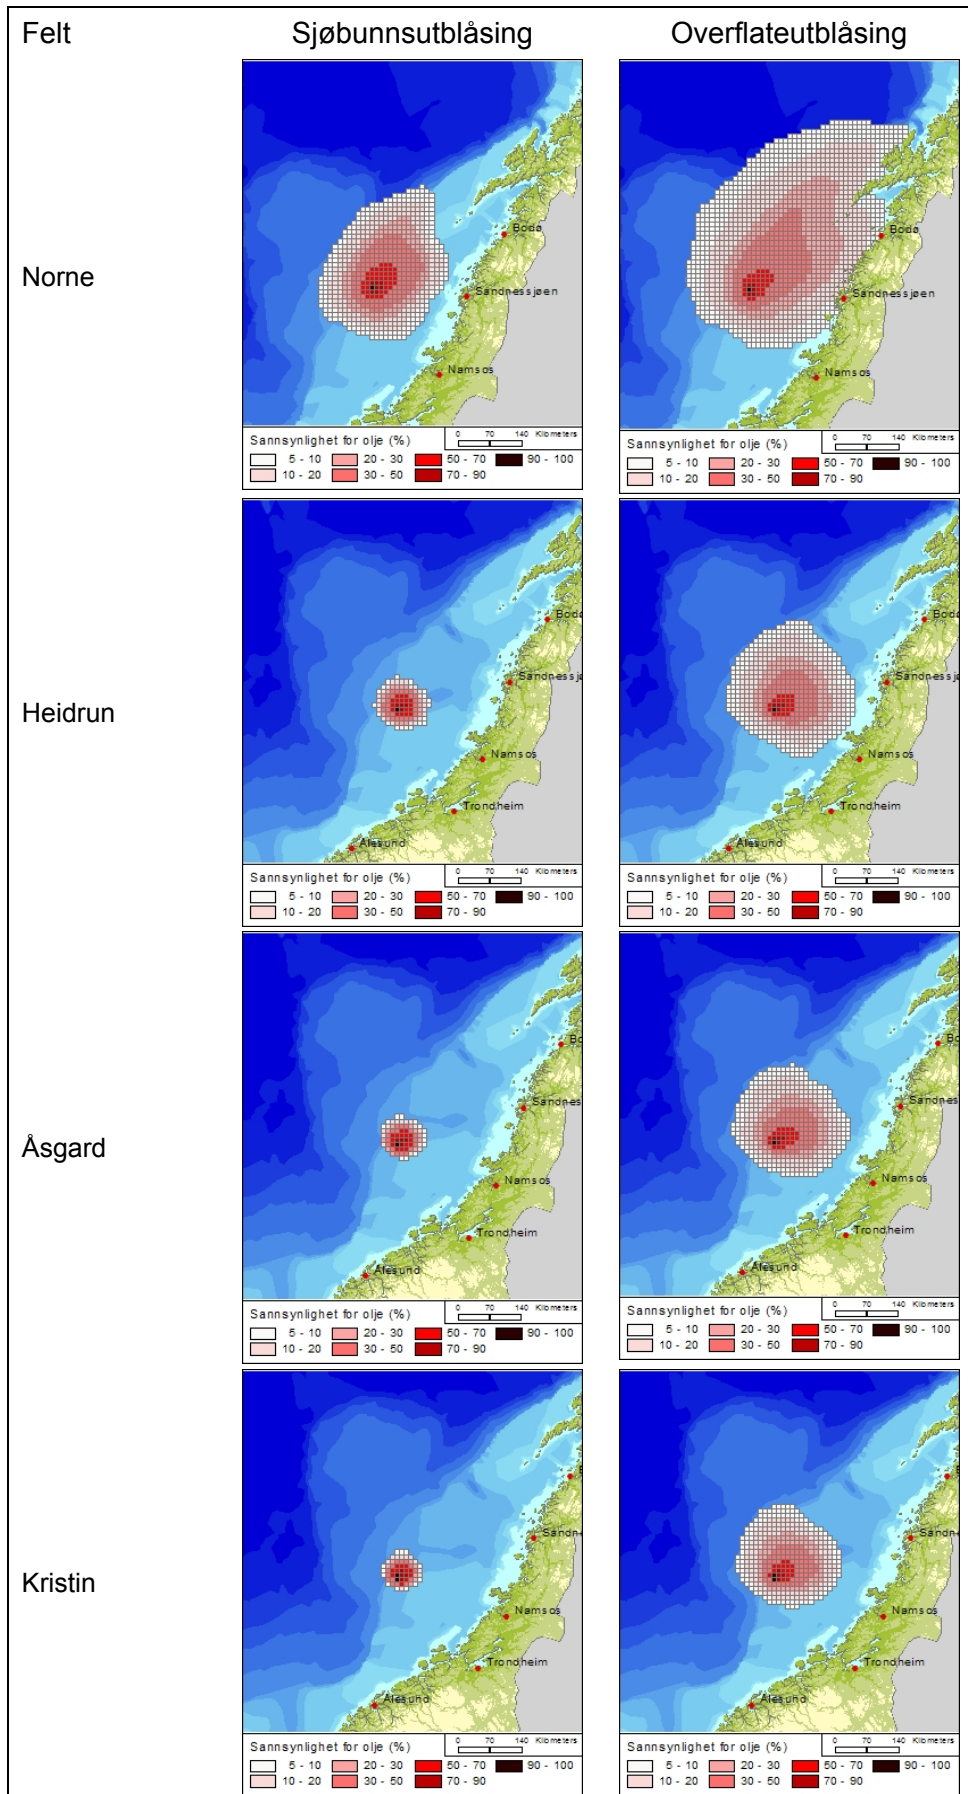 Felt Sjøbunnsutblåsing Overflateutblåsing
Norne
Bodø
Sandnessjøen
Namsos
Sannsynlighet for olje (%) 0 70 140 Kilometers
5 - 10 20 - 30 50 - 70 90 - 100
10 - 20 30 - 50 70 - 90
Bodø
Sandnessjøen
Namsos
Sannsynlighet for olje (%) 0 70 140 Kilometers
5 - 10 20 - 30 50 - 70 90 - 100
10 - 20 30 - 50 70 - 90
Heidrun
Bodø
Sandnessjø
Namsos
Trondheim
Ålesund
Sannsynlighet for olje (%) 0 70 140 Kilometers
5 - 10 20 - 30 50 - 70 90 - 100
10 - 20 30 - 50 70 - 90
Bodø
Sandnessjø
Namsos
Trondheim
Ålesund
Sannsynlighet for olje (%) 0 70 140 Kilometers
5 - 10 20 - 30 50 - 70 90 - 100
10 - 20 30 - 50 70 - 90
Åsgard
Bo
Sandnes
Namsos
Trondheim
Ålesund
Sannsynlighet for olje (%) 0 70 140 Kilometers
5 - 10 20 - 30 50 - 70 90 - 100
10 - 20 30 - 50 70 - 90
Bo
Sandnes
Namsos
Trondheim
Ålesund
Sannsynlighet for olje (%) 0 70 140 Kilometers
5 - 10 20 - 30 50 - 70 90 - 100
10 - 20 30 - 50 70 - 90
Kristin
B
Sandn
Namsos
Trondheim
Ålesund
Sannsynlighet for olje (%) 0 70 140 Kilometers
5 - 10 20 - 30 50 - 70 90 - 100
10 - 20 30 - 50 70 - 90
B
Sandne
Namsos
Trondheim
Ålesund
Sannsynlighet for olje (%) 0 70 140 Kilometers
5 - 10 20 - 30 50 - 70 90 - 100
10 - 20 30 - 50 70 - 90